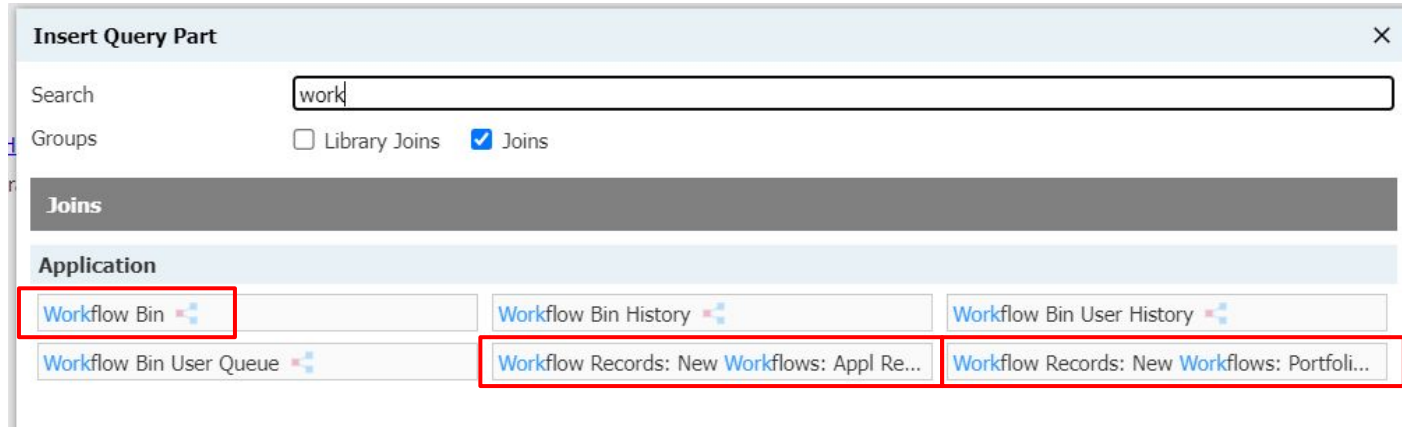 Insert Query Part ×
Search work
Groups Library Joins Joins
Joins
Application
Workflow Bin Workflow Bin History Workflow Bin User History
Workflow Bin User Queue Workflow Records: New Workflows: Appl Re... Workflow Records: New Workflows: Portfoli...